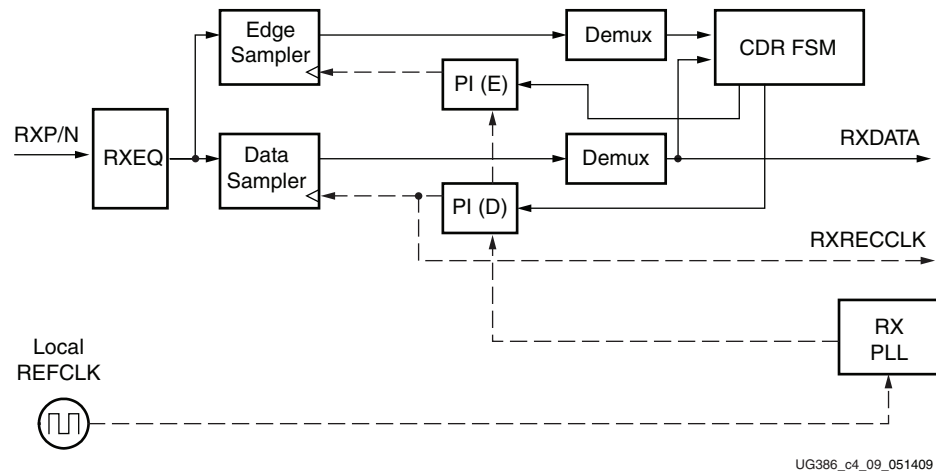 Edge
Sampler
Demux
CDR FSM
PI (E)
RXP/N
RXEQ
Data
Sampler
Demux
RXDATA
PI (D)
RXRECCLK
RX
PLL
Local
REFCLK
UG386_c4_09_051409